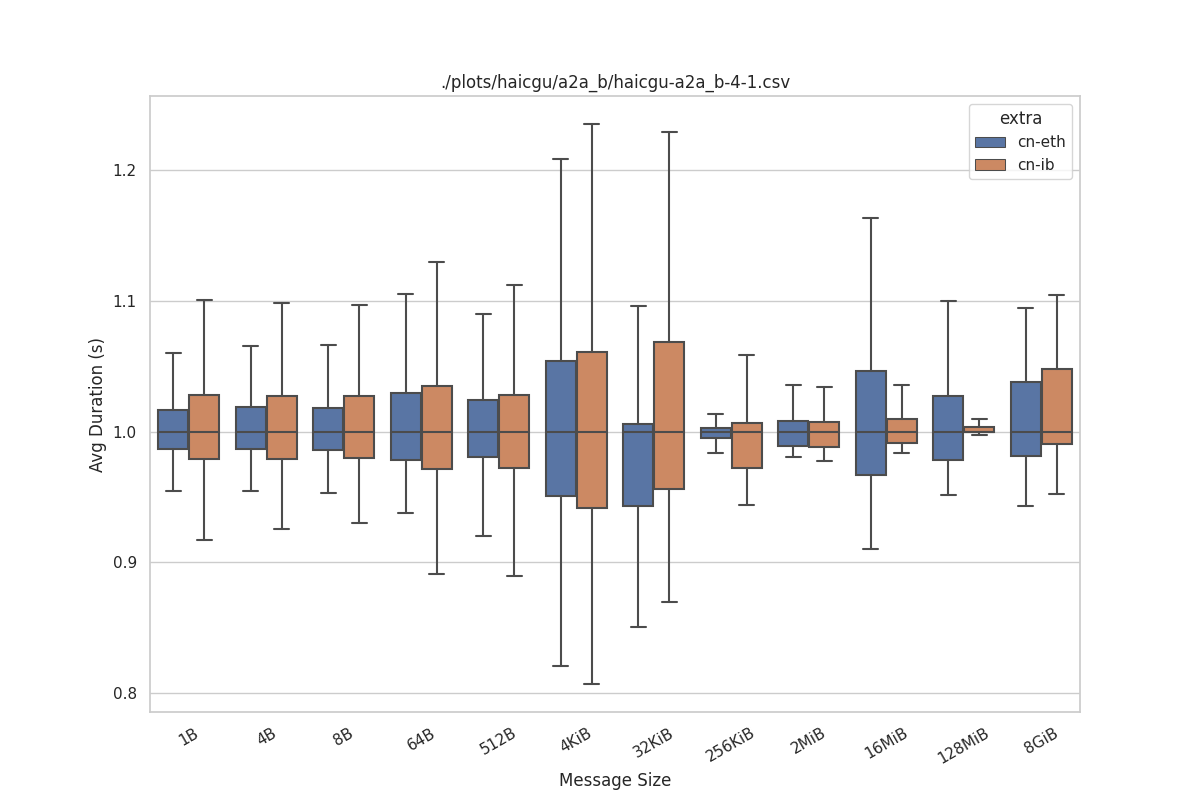 ./plots/haicgu/a2a_b/haicgu-a2a_b-4-1.csv
extra
cn-eth
cn-ib
Avg Duration (s)
1.2
1.1
1.0
0.9
0.8
1B
4B
8B
64B
512B
4KiB
32KiB
256KiB
2MiB
16MiB
128MiB
8GiB
Message Size